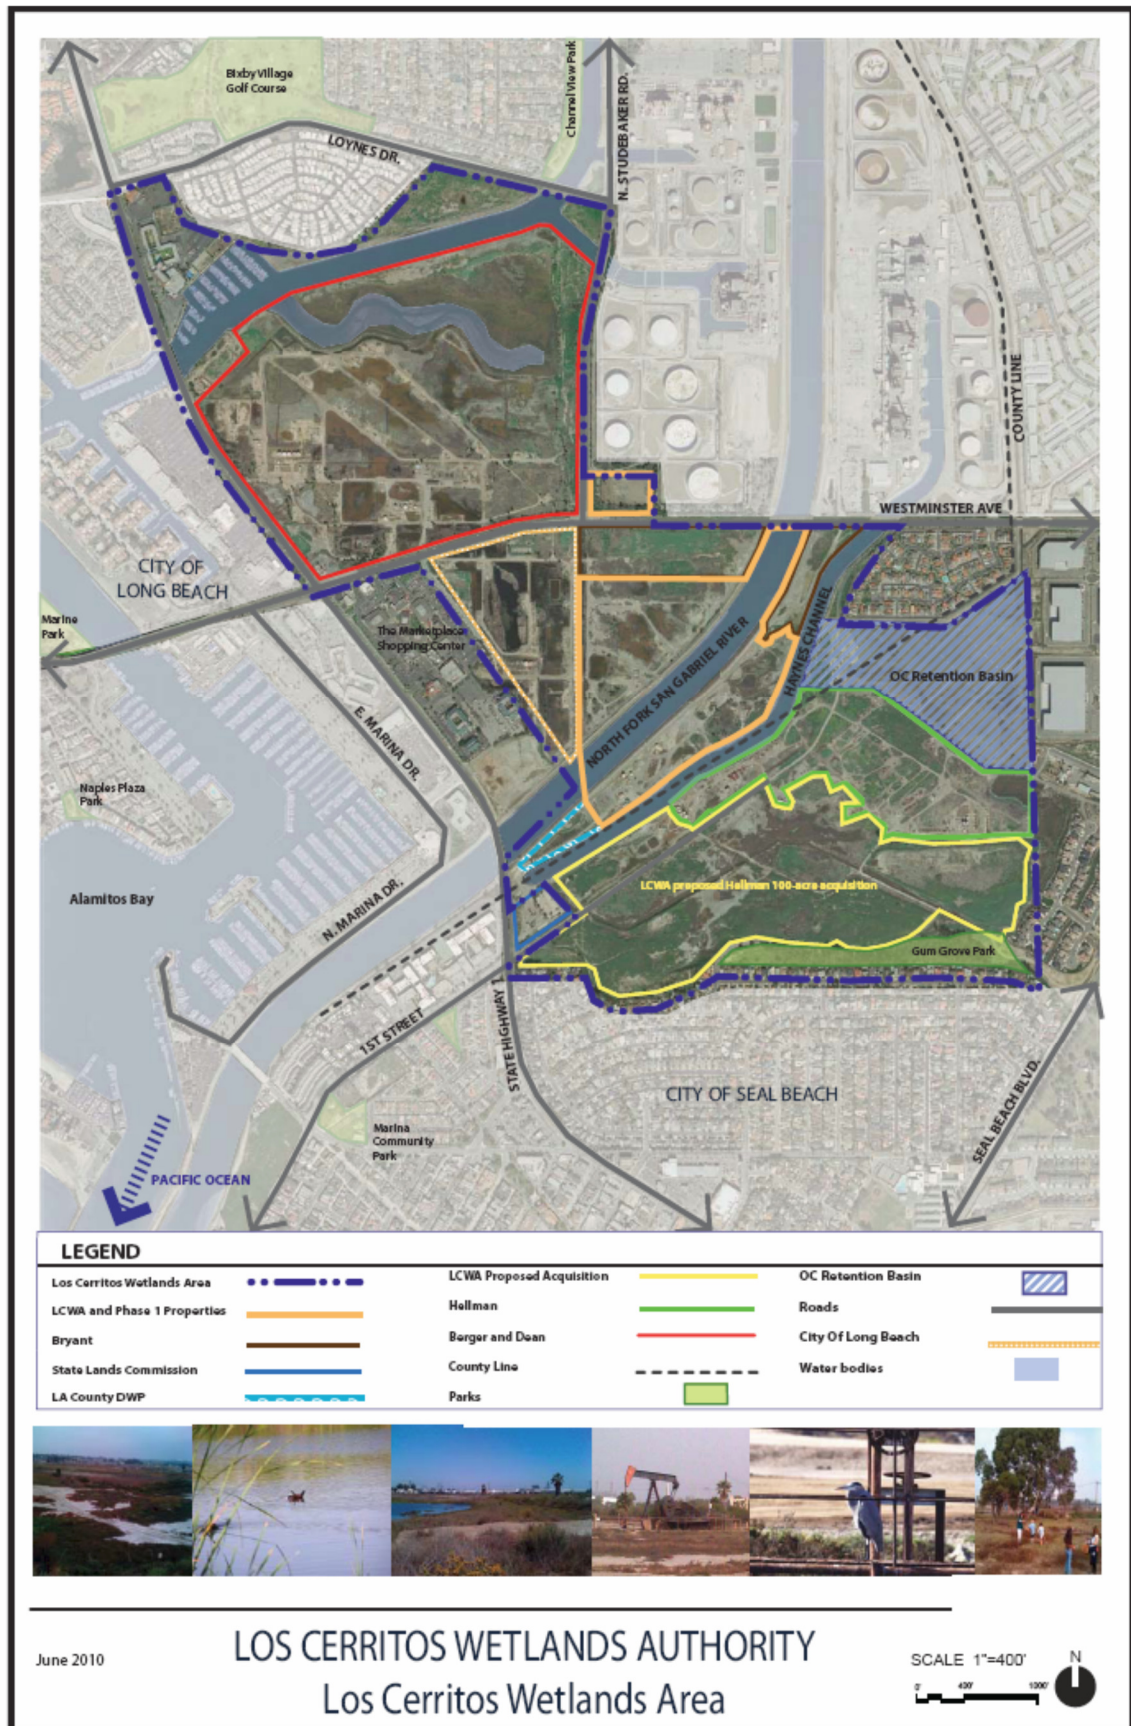 Bixby Village
Golf Course
Channel View Park
N. STUDEBAKER RD.
LOYNES DR.
COUNTY LINE
WESTMINSTER AVE
CITY OF
LONG BEACH
Marine
Park
The Marketplace
Shopping Center
HAYNES CHANNEL
OC Retention Basin
NORTH FORK SAN GABRIEL RIVER
E. MARINA DR.
Naples Plaza
Park
Alamitos Bay
N. MARINA DR.
LCWA proposed Hellman 100-acre acquisition
Gum Grove Park
1ST STREET
STATE HIGHWAY 1
CITY OF SEAL BEACH
SEAL BEACH BLVD.
Marina
Community
Park
PACIFIC OCEAN
LEGEND
Los Cerritos Wetlands Area
LCWA and Phase 1 Properties
Bryant
State Lands Commission
LA County DWP
LCWA Proposed Acquisition
Hellman
Berger and Dean
County Line
Parks
OC Retention Basin
Roads
City Of Long Beach
Water bodies
June 2010
LOS CERRITOS WETLANDS AUTHORITY
Los Cerritos Wetlands Area
SCALE 1"=400'
0' 400' 1000'
N